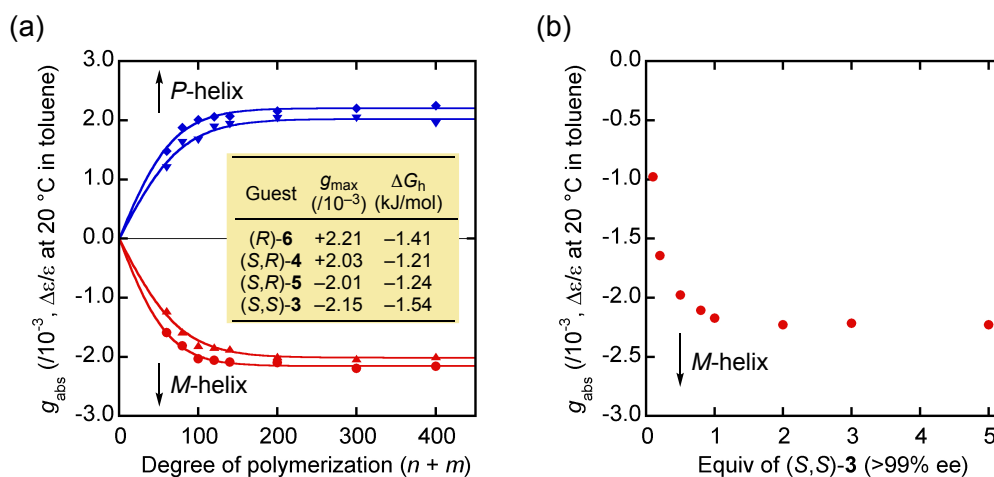 (a)
3.0
2.0
1.0
0.0
-1.0
-2.0
-3.0
g_abs (/10⁻³, Δε/ε at 20 °C in toluene)
P-helix
Guest g_max (/10⁻³) ΔG_h (kJ/mol)
(R)-6 +2.21 –1.41
(S,R)-4 +2.03 –1.21
(S,R)-5 –2.01 –1.24
(S,S)-3 –2.15 –1.54
M-helix
0 100 200 300 400
Degree of polymerization (n + m)
(b)
-0.0
-0.5
-1.0
-1.5
-2.0
-2.5
-3.0
g_abs (/10⁻³, Δε/ε at 20 °C in toluene)
M-helix
0 1 2 3 4 5
Equiv of (S,S)-3 (>99% ee)